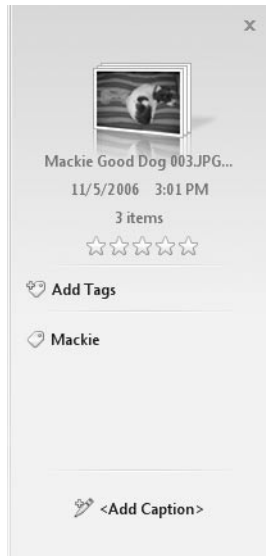 x
Mackie Good Dog 003.JPG...
11/5/2006 3:01 PM
3 items
Add Tags
Mackie
<Add Caption>